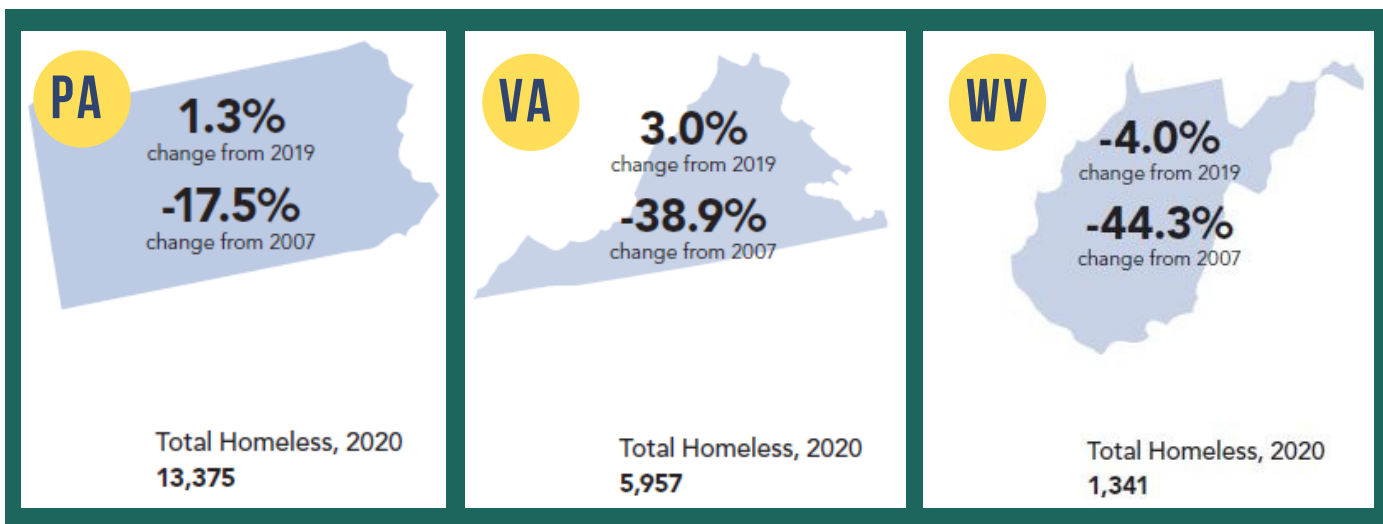 PA
1.3%
change from 2019
-17.5%
change from 2007
Total Homeless, 2020
13,375
VA
3.0%
change from 2019
-38.9%
change from 2007
Total Homeless, 2020
5,957
WV
-4.0%
change from 2019
-44.3%
change from 2007
Total Homeless, 2020
1,341